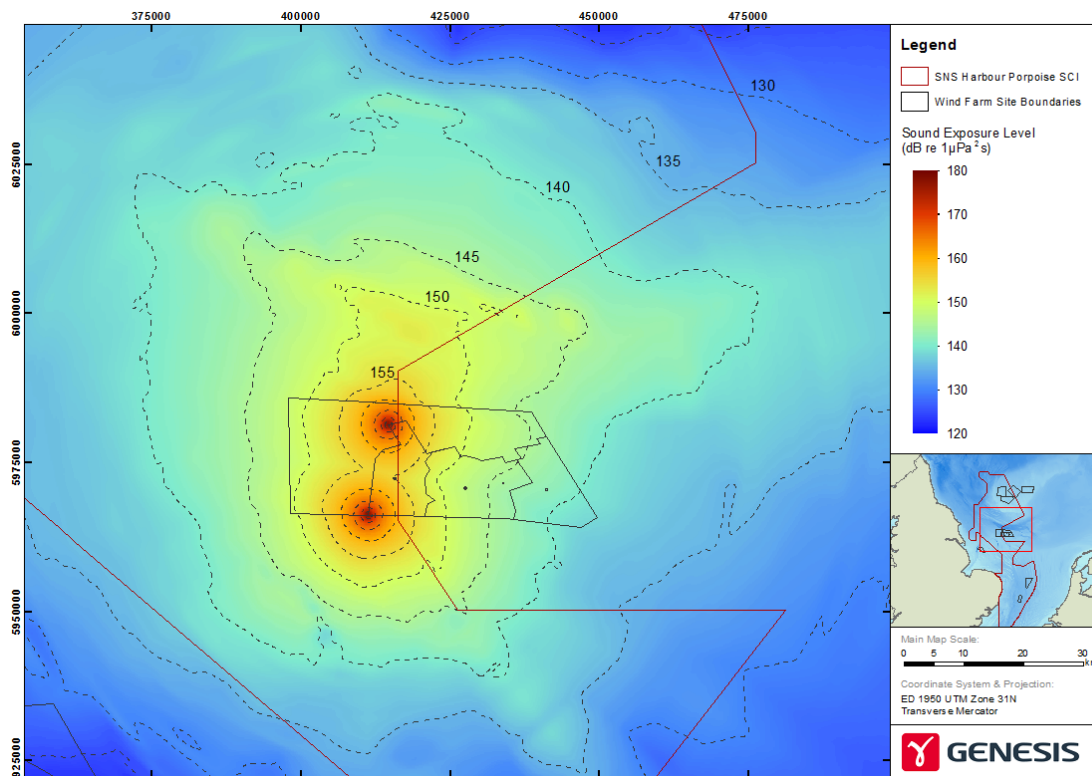 375000 400000 425000 450000 475000
6025000
6000000
5975000
5950000
5925000
130
135
140
145
150
155
Legend
SNS Harbour Porpoise SCI
Wind Farm Site Boundaries
Sound Exposure Level
(dB re 1µPa²s)
180
170
160
150
140
130
120
Main Map Scale:
0 5 10 20 30
Coordinate System & Projection:
ED 1950 UTM Zone 31N
Transverse Mercator
GENESIS